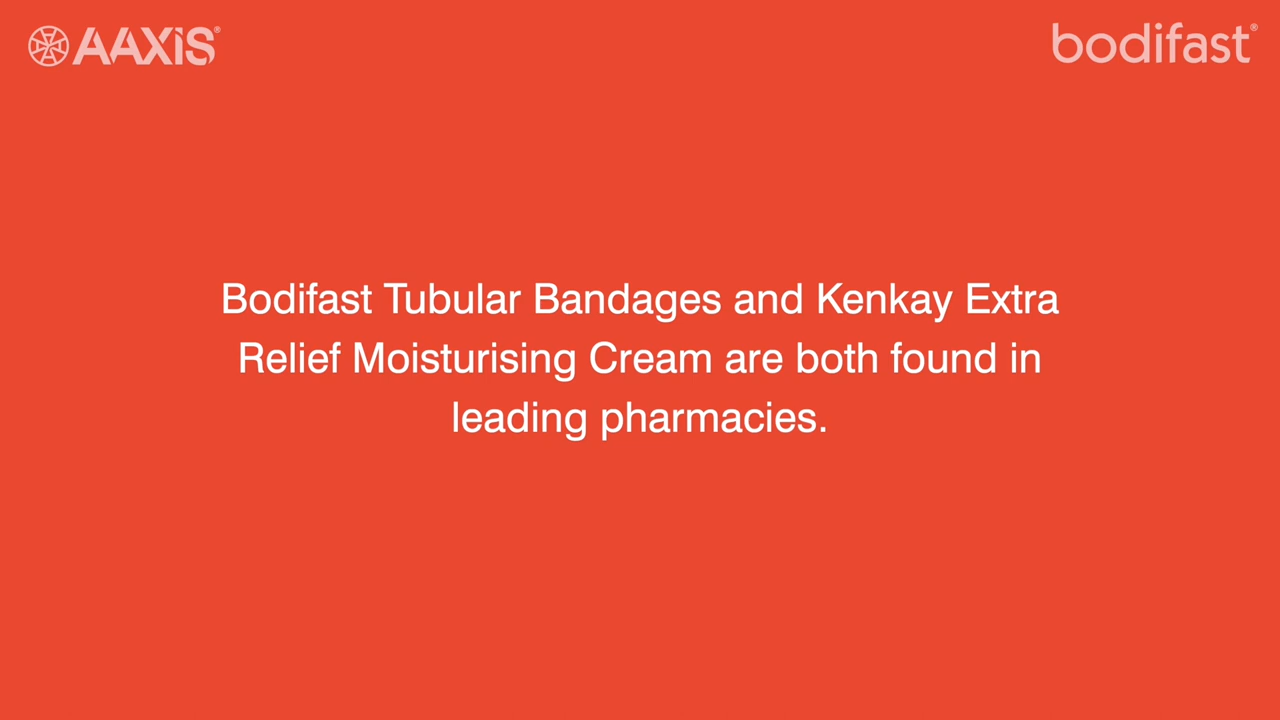 AAXiS®
bodifast®
Bodifast Tubular Bandages and Kenkay Extra
Relief Moisturising Cream are both found in
leading pharmacies.